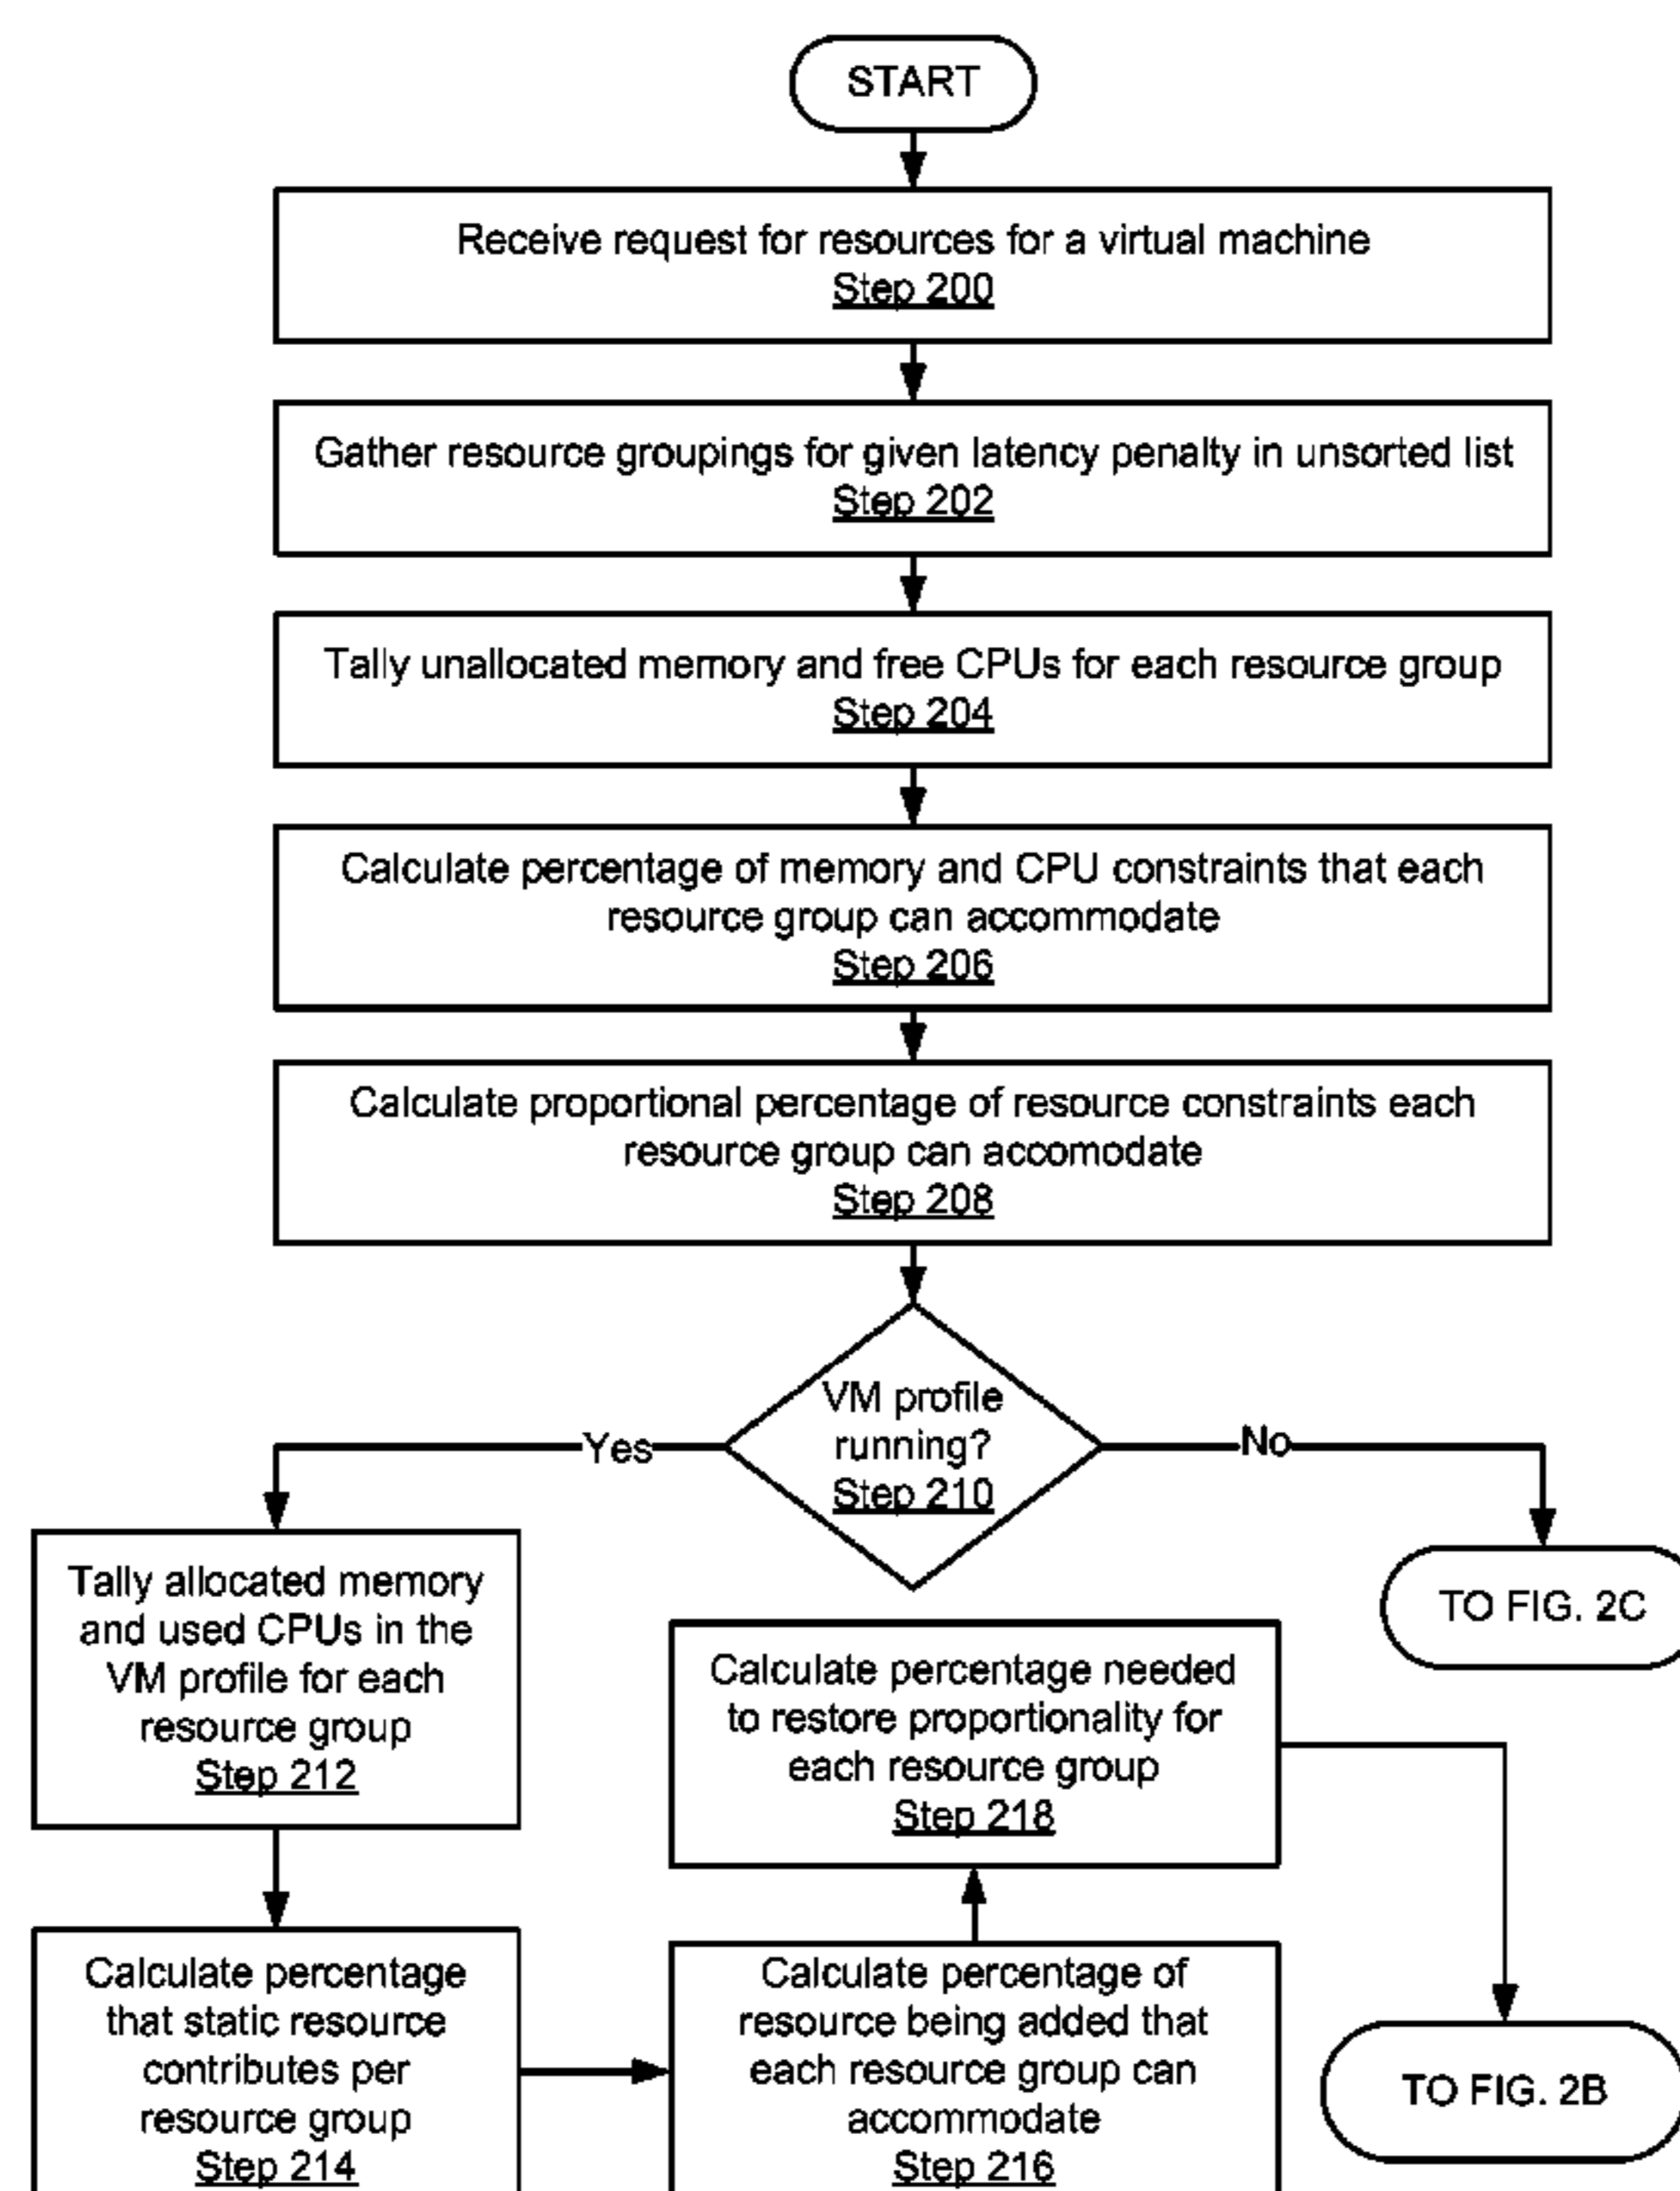 START
Receive request for resources for a virtual machine
Step 200
Gather resource groupings for given latency penalty in unsorted list
Step 202
Tally unallocated memory and free CPUs for each resource group
Step 204
Calculate percentage of memory and CPU constraints that each
resource group can accommodate
Step 206
Calculate proportional percentage of resource constraints each
resource group can accomodate
Step 208
VM profile
running?
Step 210
Yes
No
Tally allocated memory
and used CPUs in the
VM profile for each
resource group
Step 212
TO FIG. 2C
Calculate percentage needed
to restore proportionality for
each resource group
Step 218
Calculate percentage
that static resource
contributes per
resource group
Step 214
Calculate percentage of
resource being added that
each resource group can
accommodate
Step 216
TO FIG. 2B